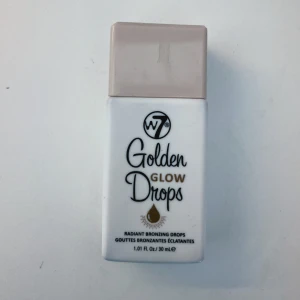 W7
Golden
GLOW
Drops
RADIANT BRONZING DROPS
GOUTTES BRONZANTES ÉCLATANTES
1.01 fl. Oz./ 30 mL ℮